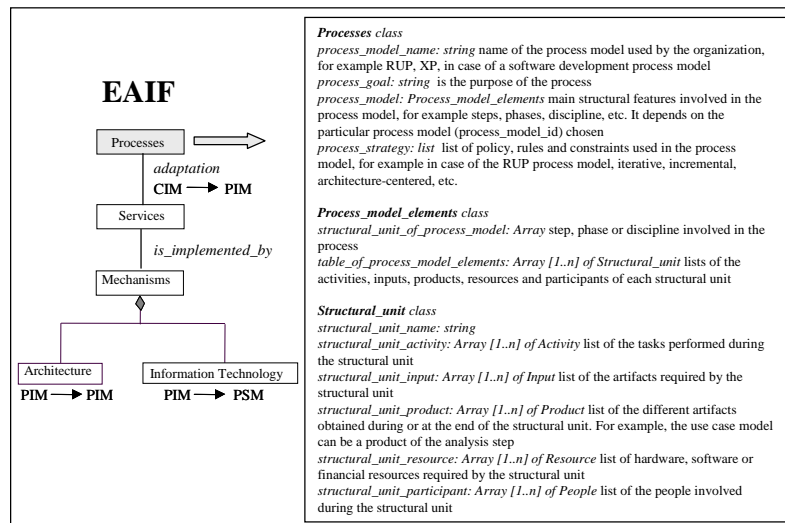 EAIF
Processes
adaptation
CIM PIM
Services
is_implemented_by
Mechanisms
Architecture
Information Technology
PIM PIM
PIM PSM
Processes class
process_model_name: string name of the process model used by the organization,
for example RUP, XP, in case of a software development process model
process_goal: string is the purpose of the process
process_model: Process_model_elements main structural features involved in the
process model, for example steps, phases, discipline, etc. It depends on the
particular process model (process_model_id) chosen
process_strategy: list list of policy, rules and constraints used in the process
model, for example in case of the RUP process model, iterative, incremental,
architecture-centered, etc.
Process_model_elements class
structural_unit_of_process_model: Array step, phase or discipline involved in the
process
table_of_process_model_elements: Array [1..n] of Structural_unit lists of the
activities, inputs, products, resources and participants of each structural unit
Structural_unit class
structural_unit_name: string
structural_unit_activity: Array [1..n] of Activity list of the tasks performed during
the structural unit
structural_unit_input: Array [1..n] of Input list of the artifacts required by the
structural unit
structural_unit_product: Array [1..n] of Product list of the different artifacts
obtained during or at the end of the structural unit. For example, the use case model
can be a product of the analysis step
structural_unit_resource: Array [1..n] of Resource list of hardware, software or
financial resources required by the structural unit
structural_unit_participant: Array [1..n] of People list of the people involved
during the structural unit